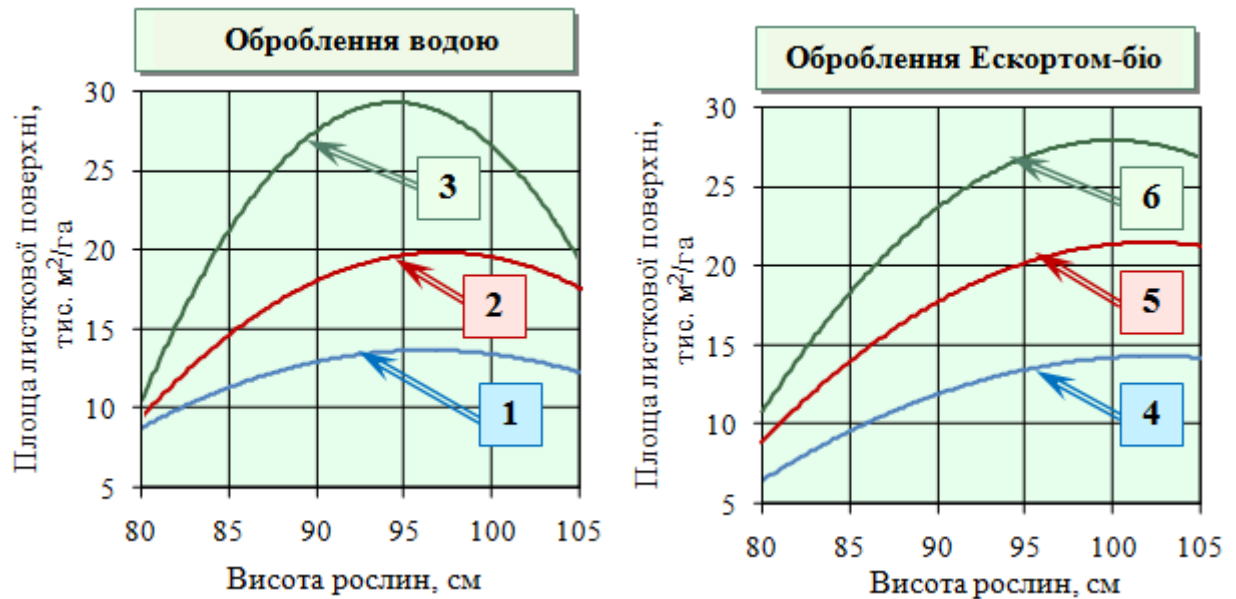 Оброблення водою
Площа листкової поверхні,
тис. м²/га
30
25
20
15
10
5
80 85 90 95 100 105
Висота рослин, см
3
2
1
Оброблення Ескортом-біо
Площа листкової поверхні,
тис. м²/га
30
25
20
15
10
5
80 85 90 95 100 105
Висота рослин, см
6
5
4